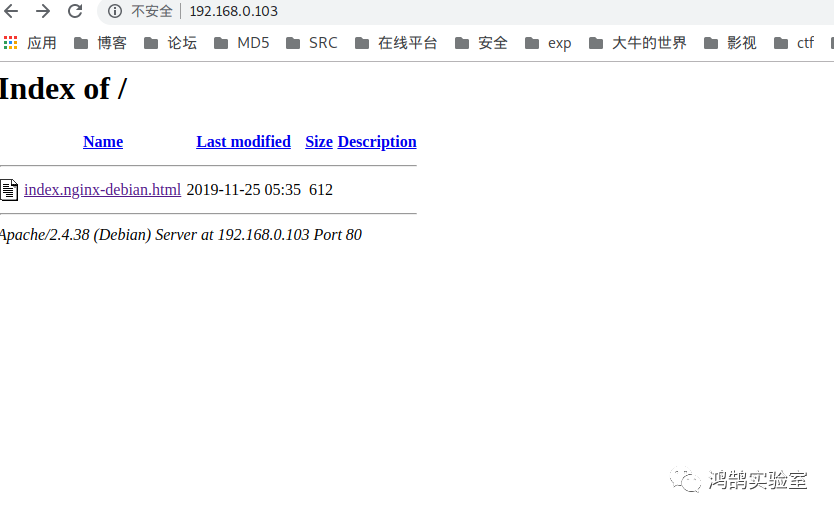 不安全 192.168.0.103
应用 博客 论坛 MD5 SRC 在线平台 安全 exp 大牛的世界 影视 ctf
Index of /
Name Last modified Size Description
index.nginx-debian.html 2019-11-25 05:35 612
Apache/2.4.38 (Debian) Server at 192.168.0.103 Port 80
鸿鹄实验室